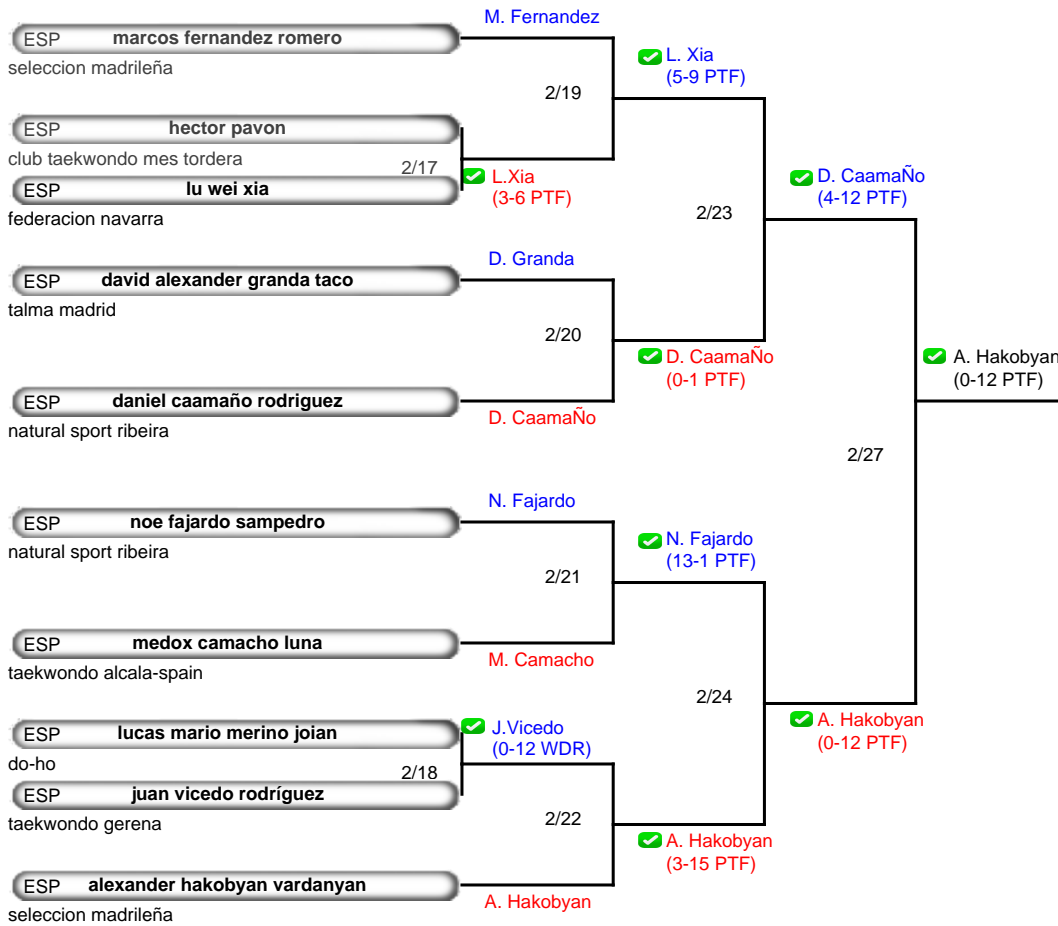 M. Fernandez
ESP marcos fernandez romero
seleccion madrileña
2/19
L. Xia
(5-9 PTF)
ESP hector pavon
club taekwondo mes tordera
2/17
L.Xia
(3-6 PTF)
ESP lu wei xia
federacion navarra
2/23
D. CaamaÑo
(4-12 PTF)
D. Granda
ESP david alexander granda taco
talma madrid
2/20
D. CaamaÑo
(0-1 PTF)
ESP daniel caamaño rodriguez
natural sport ribeira
D. CaamaÑo
A. Hakobyan
(0-12 PTF)
2/27
N. Fajardo
ESP noe fajardo sampedro
natural sport ribeira
2/21
N. Fajardo
(13-1 PTF)
ESP medox camacho luna
taekwondo alcala-spain
M. Camacho
2/24
A. Hakobyan
(0-12 PTF)
ESP lucas mario merino joian
do-ho
2/18
J.Vicedo
(0-12 WDR)
ESP juan vicedo rodríguez
taekwondo gerena
2/22
A. Hakobyan
(3-15 PTF)
ESP alexander hakobyan vardanyan
seleccion madrileña
A. Hakobyan